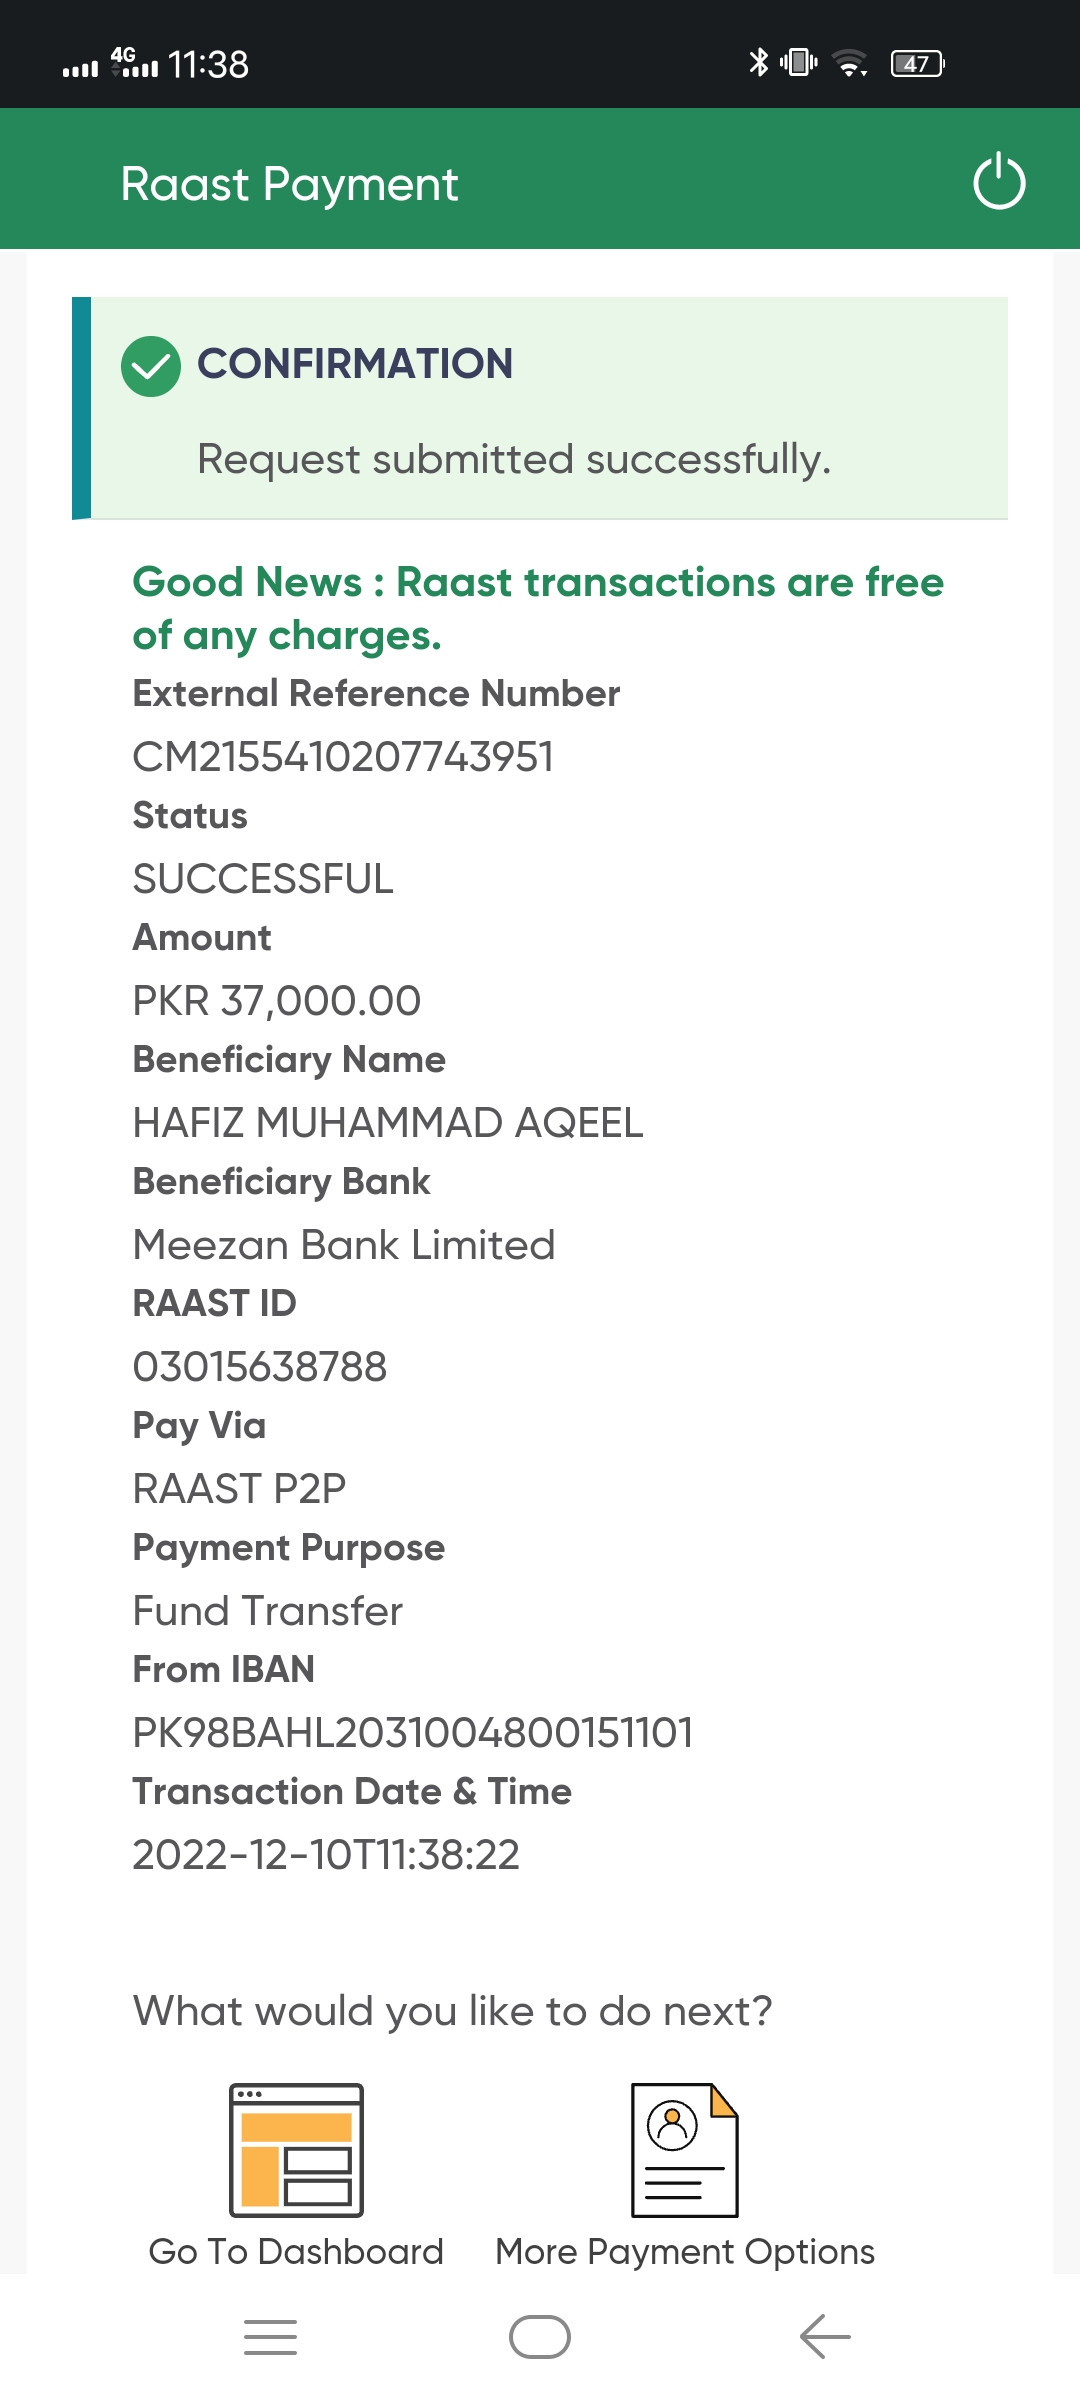 4G 11:38 47
Raast Payment
CONFIRMATION
Request submitted successfully.
Good News : Raast transactions are free
of any charges.
External Reference Number
CM2155410207743951
Status
SUCCESSFUL
Amount
PKR 37,000.00
Beneficiary Name
HAFIZ MUHAMMAD AQEEL
Beneficiary Bank
Meezan Bank Limited
RAAST ID
03015638788
Pay Via
RAAST P2P
Payment Purpose
Fund Transfer
From IBAN
PK98BAHL2031004800151101
Transaction Date & Time
2022-12-10T11:38:22
What would you like to do next?
Go To Dashboard More Payment Options